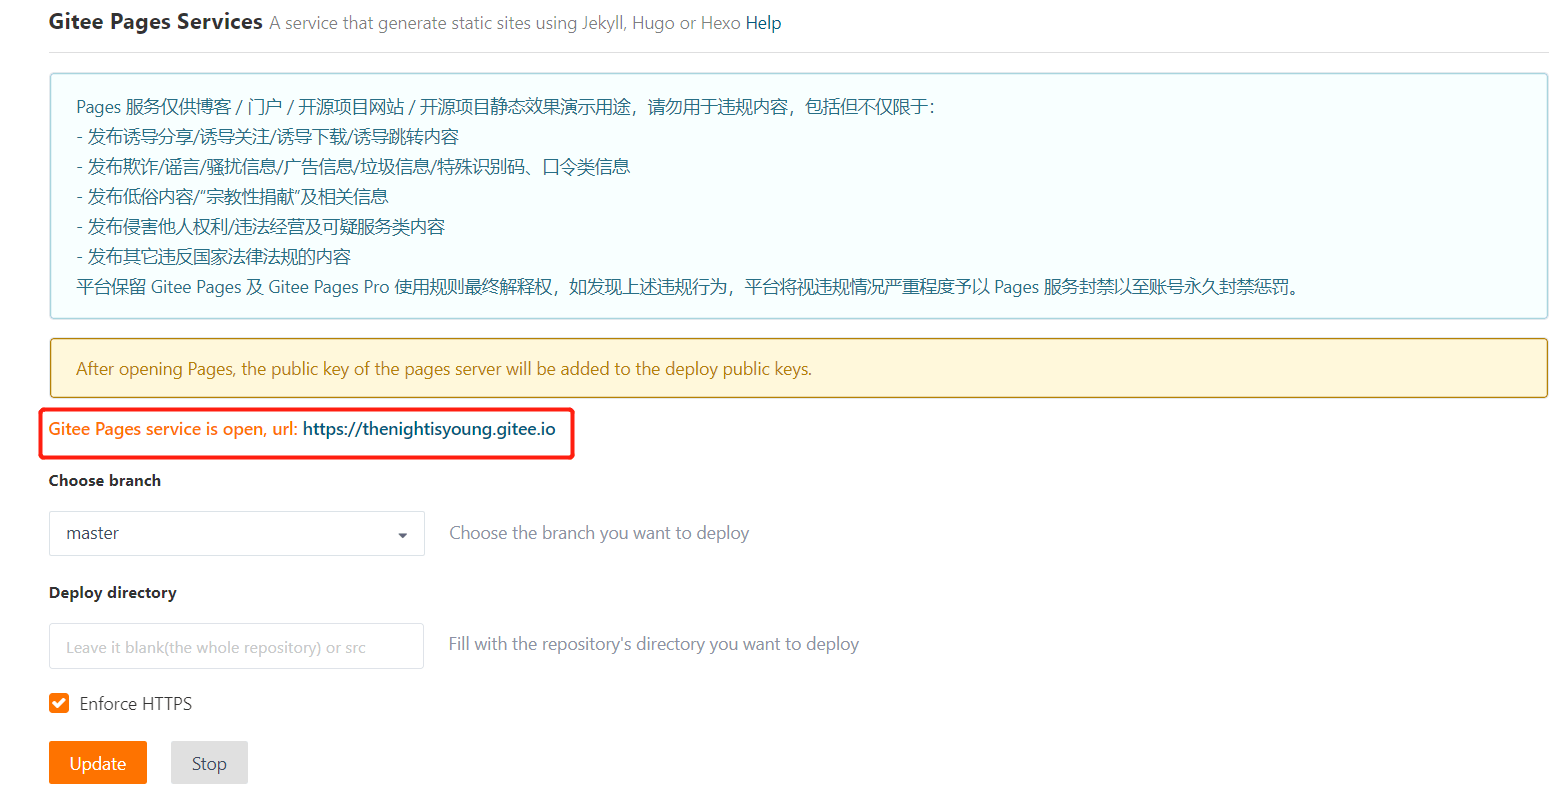 Gitee Pages Services A service that generate static sites using Jekyll, Hugo or Hexo Help
Pages 服务仅供博客 / 门户 / 开源项目网站 / 开源项目静态效果演示用途，请勿用于违规内容，包括但不仅限于：
- 发布诱导分享/诱导关注/诱导下载/诱导跳转内容
- 发布欺诈/谣言/骚扰信息/广告信息/垃圾信息/特殊识别码、口令类信息
- 发布低俗内容/“宗教性捐献”及相关信息
- 发布侵害他人权利/违法经营及可疑服务类内容
- 发布其它违反国家法律法规的内容
平台保留 Gitee Pages 及 Gitee Pages Pro 使用规则最终解释权，如发现上述违规行为，平台将视违规情况严重程度予以 Pages 服务封禁以至账号永久封禁惩罚。
After opening Pages, the public key of the pages server will be added to the deploy public keys.
Gitee Pages service is open, url: https://thenightisyoung.gitee.io
Choose branch
master Choose the branch you want to deploy
Deploy directory
Leave it blank(the whole repository) or src Fill with the repository's directory you want to deploy
Enforce HTTPS
Update Stop